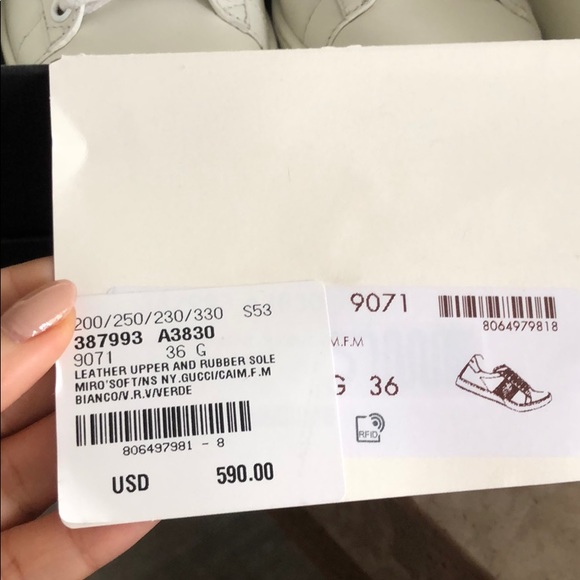 200/250/230/330 S53
387993 A3830
9071 36 G
LEATHER UPPER AND RUBBER SOLE
MIRO'SOFT/NS NY.GUCCI/CAIM.F.M
BIANCO/V.R.V/VERDE
806497981 - 8
USD 590.00
9071
8064979818
M.F.M
G 36
RFID